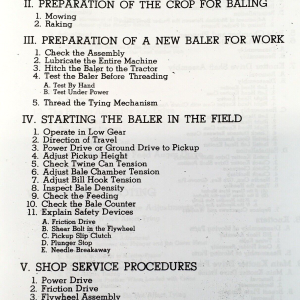 II. PREPARATION OF THE CROP FOR BALING
1. Mowing
2. Raking
III. PREPARATION OF A NEW BALER FOR WORK
1. Check the Assembly
2. Lubricate the Entire Machine
3. Hitch the Baler to the Tractor
4. Test the Baler Before Threading
A. Test By Hand
B. Test Under Power
5. Thread the Tying Mechanism
IV. STARTING THE BALER IN THE FIELD
1. Operate in Low Gear
2. Direction of Travel
3. Power Drive or Ground Drive to Pickup
4. Adjust Pickup Height
5. Check Twine Can Tension
6. Adjust Bale Chamber Tension
7. Adjust Bill Hook Tension
8. Inspect Bale Density
9. Check the Feeding
10. Check the Bale Counter
11. Explain Safety Devices
A. Friction Drive
B. Shear Bolt in the Flywheel
C. Pickup Slip Clutch
D. Plunger Stop
E. Needle Breakaway
V. SHOP SERVICE PROCEDURES
1. Power Drive
2. Friction Drive
3. Flywheel Assembly